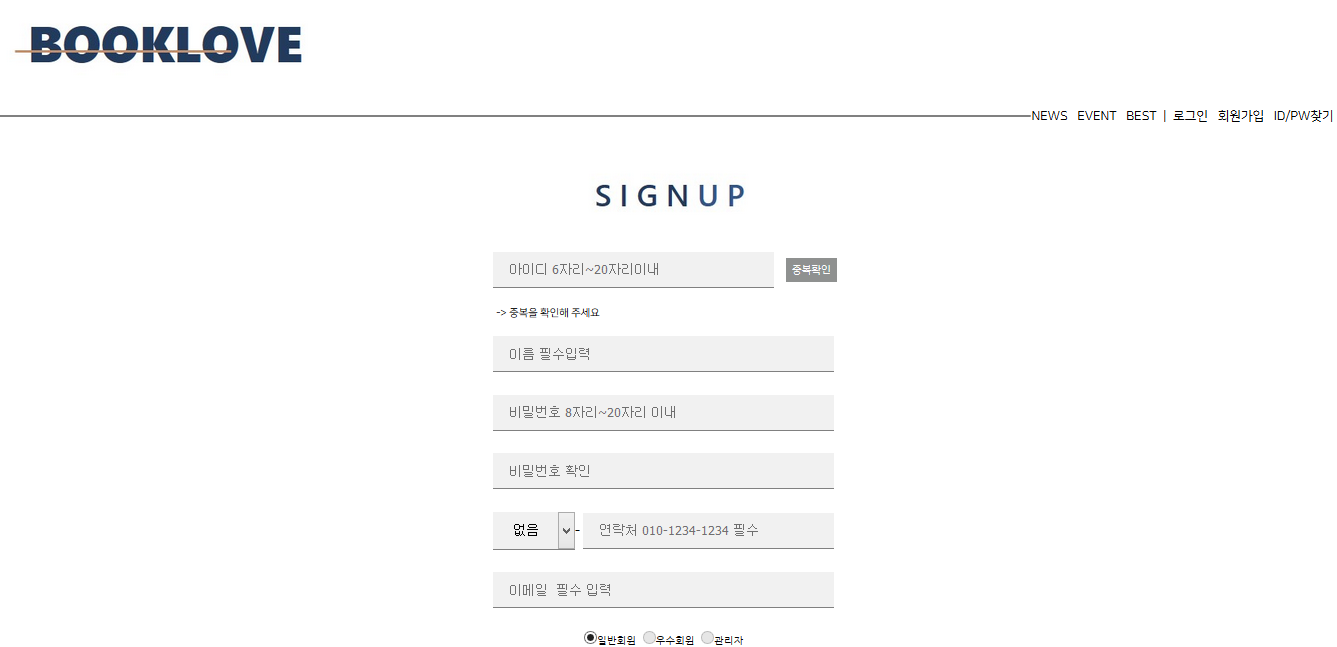 BOOKLOVE
NEWS EVENT BEST | 로그인 회원가입 ID/PW찾기
SIGNUP
아이디 6자리~20자리이내 중복확인
-> 중복을 확인해 주세요
이름 필수입력
비밀번호 8자리~20자리 이내
비밀번호 확인
없음 - 연락처 010-1234-1234 필수
이메일 필수 입력
일반회원 우수회원 관리자